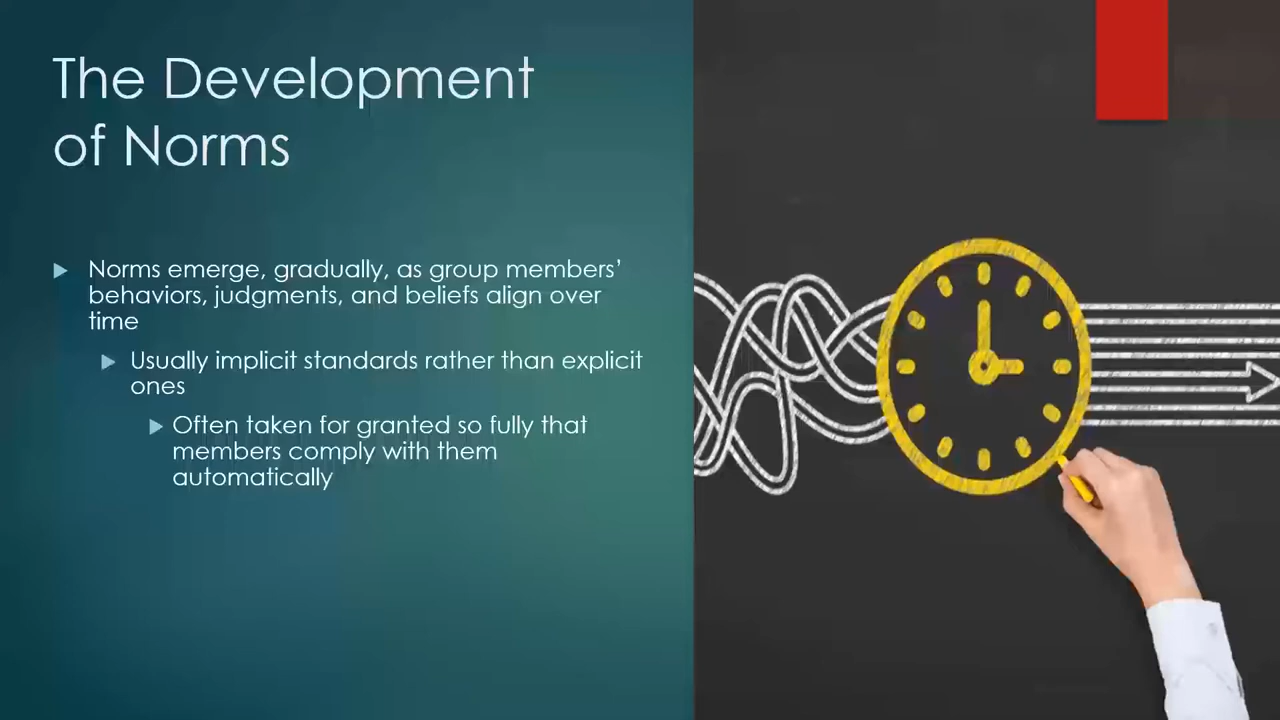 The Development
of Norms
Norms emerge, gradually, as group members’
behaviors, judgments, and beliefs align over
time
Usually implicit standards rather than explicit
ones
Often taken for granted so fully that
members comply with them
automatically